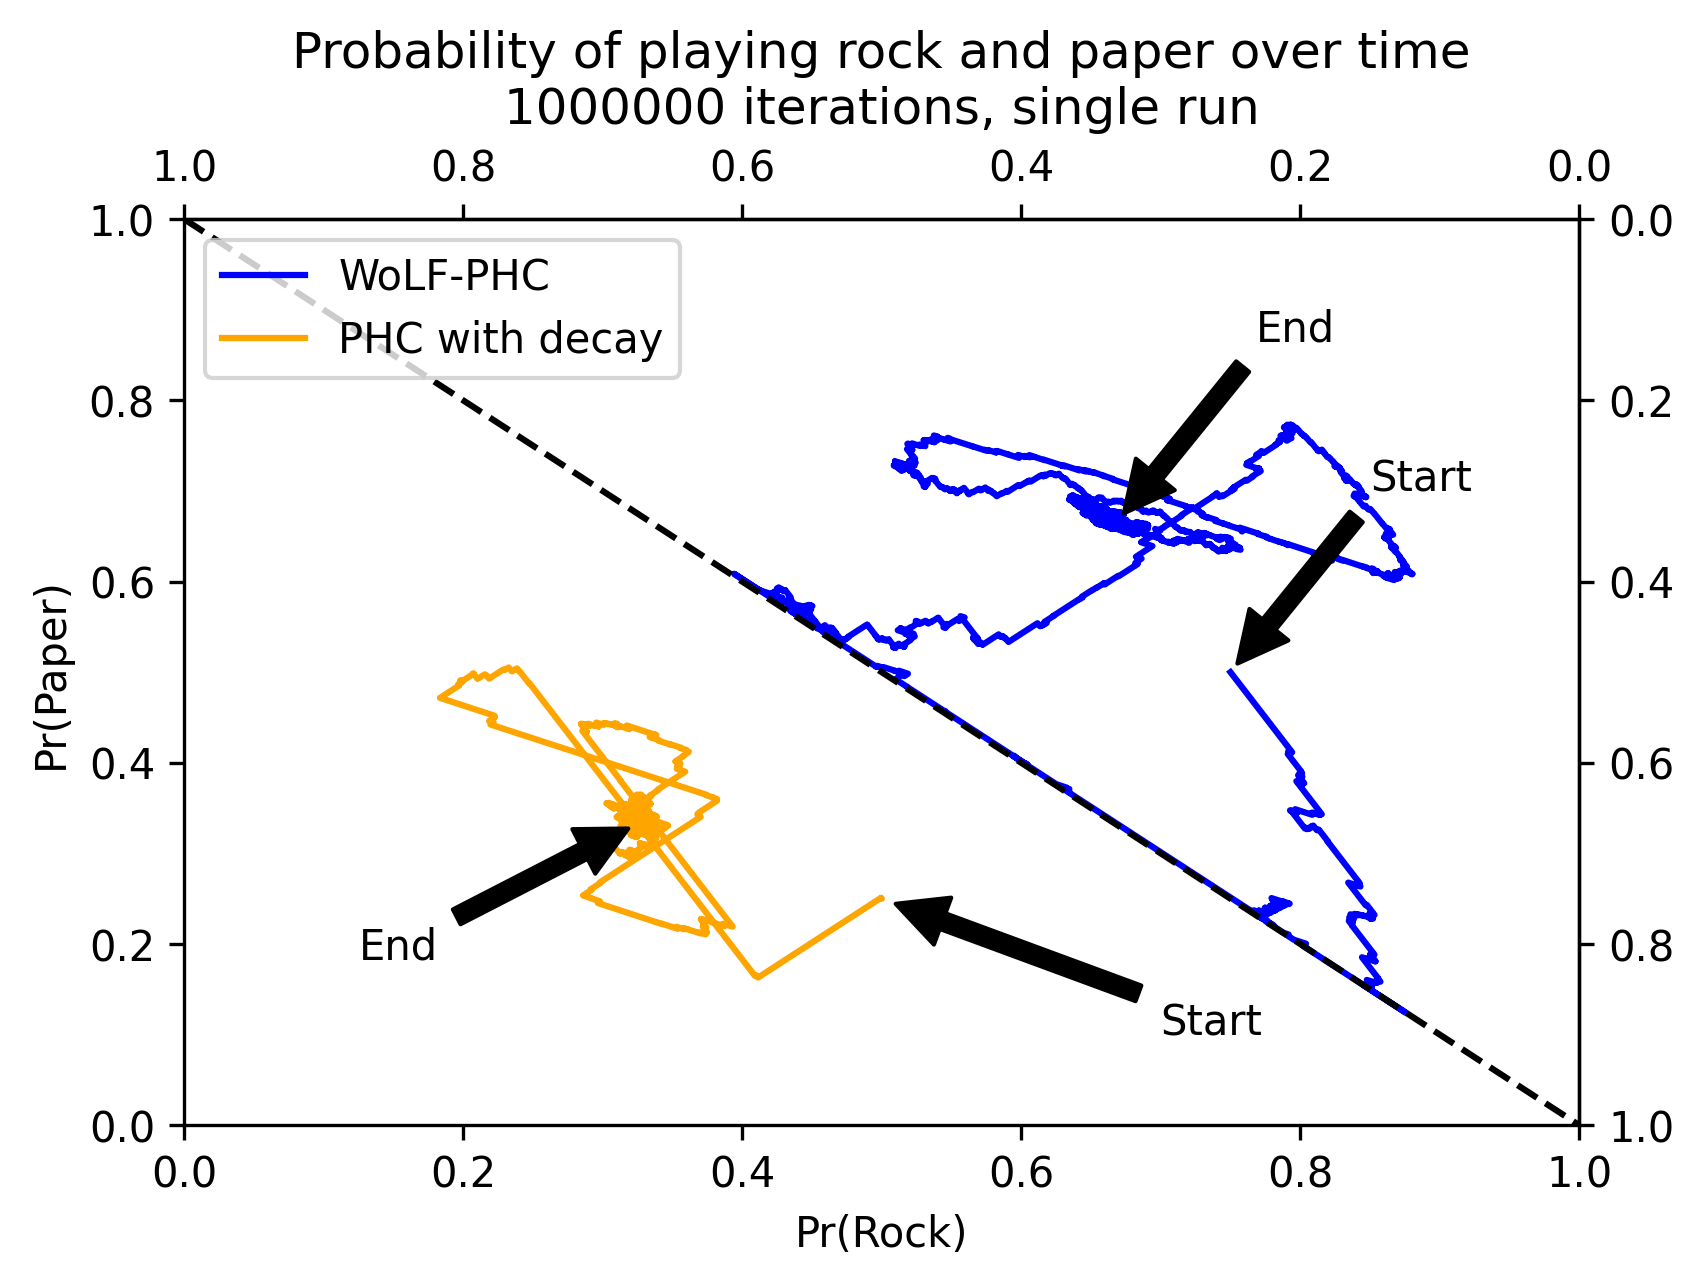 Probability of playing rock and paper over time
1000000 iterations, single run
1.0 0.8 0.6 0.4 0.2 0.0
1.0 0.0
WoLF-PHC
PHC with decay
End
0.8 0.2
Start
0.6 0.4
Pr(Paper)
0.4 0.6
0.2 0.8
End
Start
0.0 1.0
0.0 0.2 0.4 0.6 0.8 1.0
Pr(Rock)